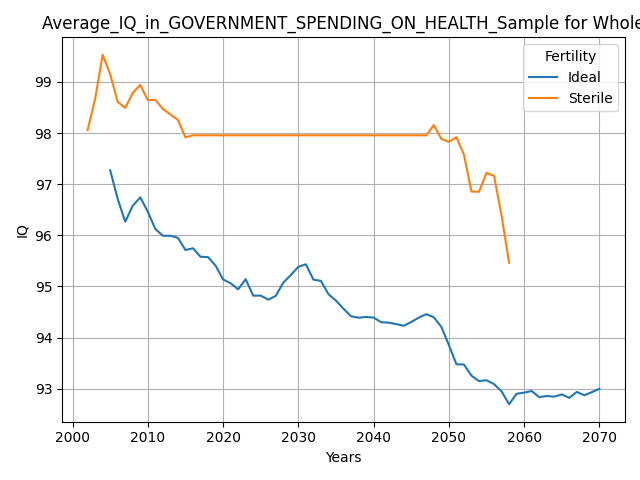 Average_IQ_in_GOVERNMENT_SPENDING_ON_HEALTH_Sample for Whole
Fertility
Ideal
Sterile
99
98
97
96
95
94
93
IQ
2000 2010 2020 2030 2040 2050 2060 2070
Years